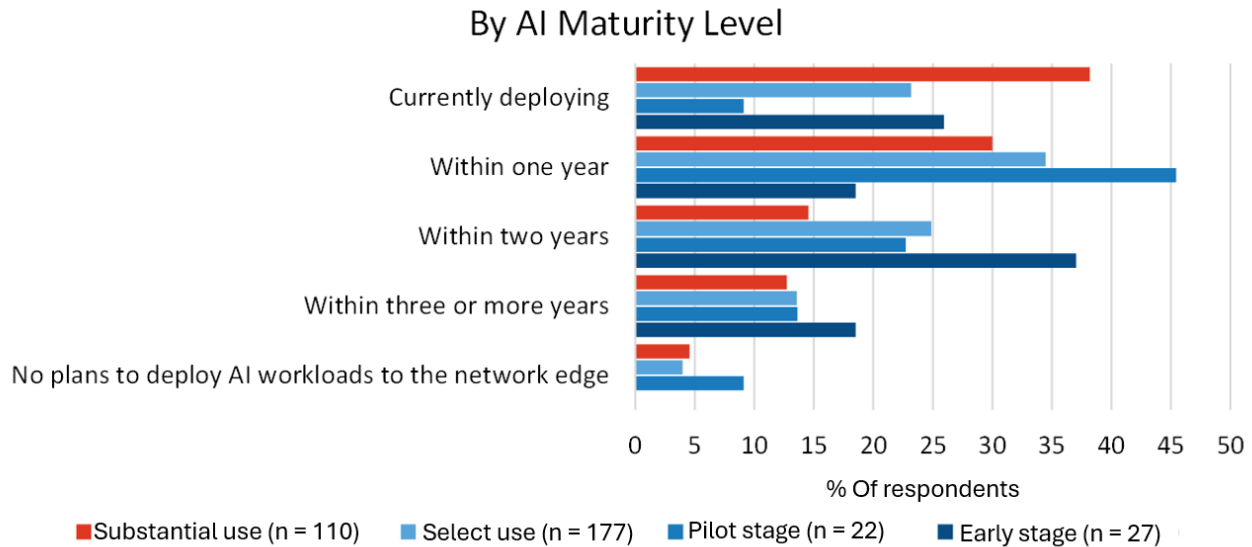 By AI Maturity Level
Currently deploying
Within one year
Within two years
Within three or more years
No plans to deploy AI workloads to the network edge
0 5 10 15 20 25 30 35 40 45 50
% Of respondents
Substantial use (n = 110) Select use (n = 177) Pilot stage (n = 22) Early stage (n = 27)